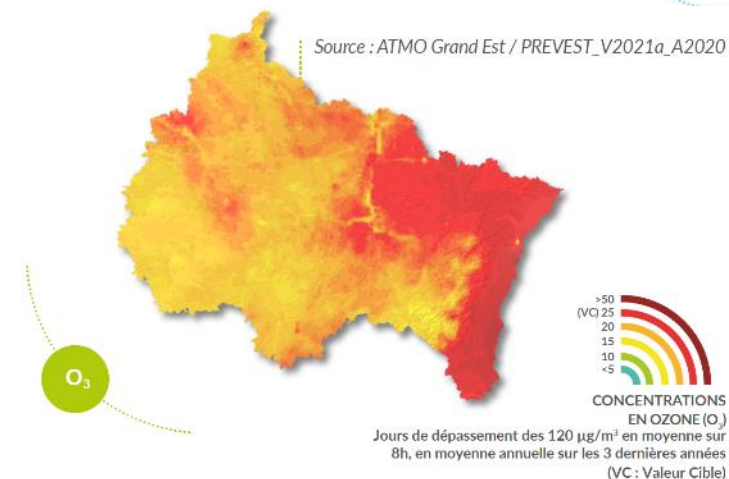 Source : ATMO Grand Est / PREVEST_V2021a_A2020
O₃
>50
(VC) 25
20
15
10
<5
CONCENTRATIONS
EN OZONE (O₃)
Jours de dépassement des 120 µg/m³ en moyenne sur
8h, en moyenne annuelle sur les 3 dernières années
(VC : Valeur Cible)